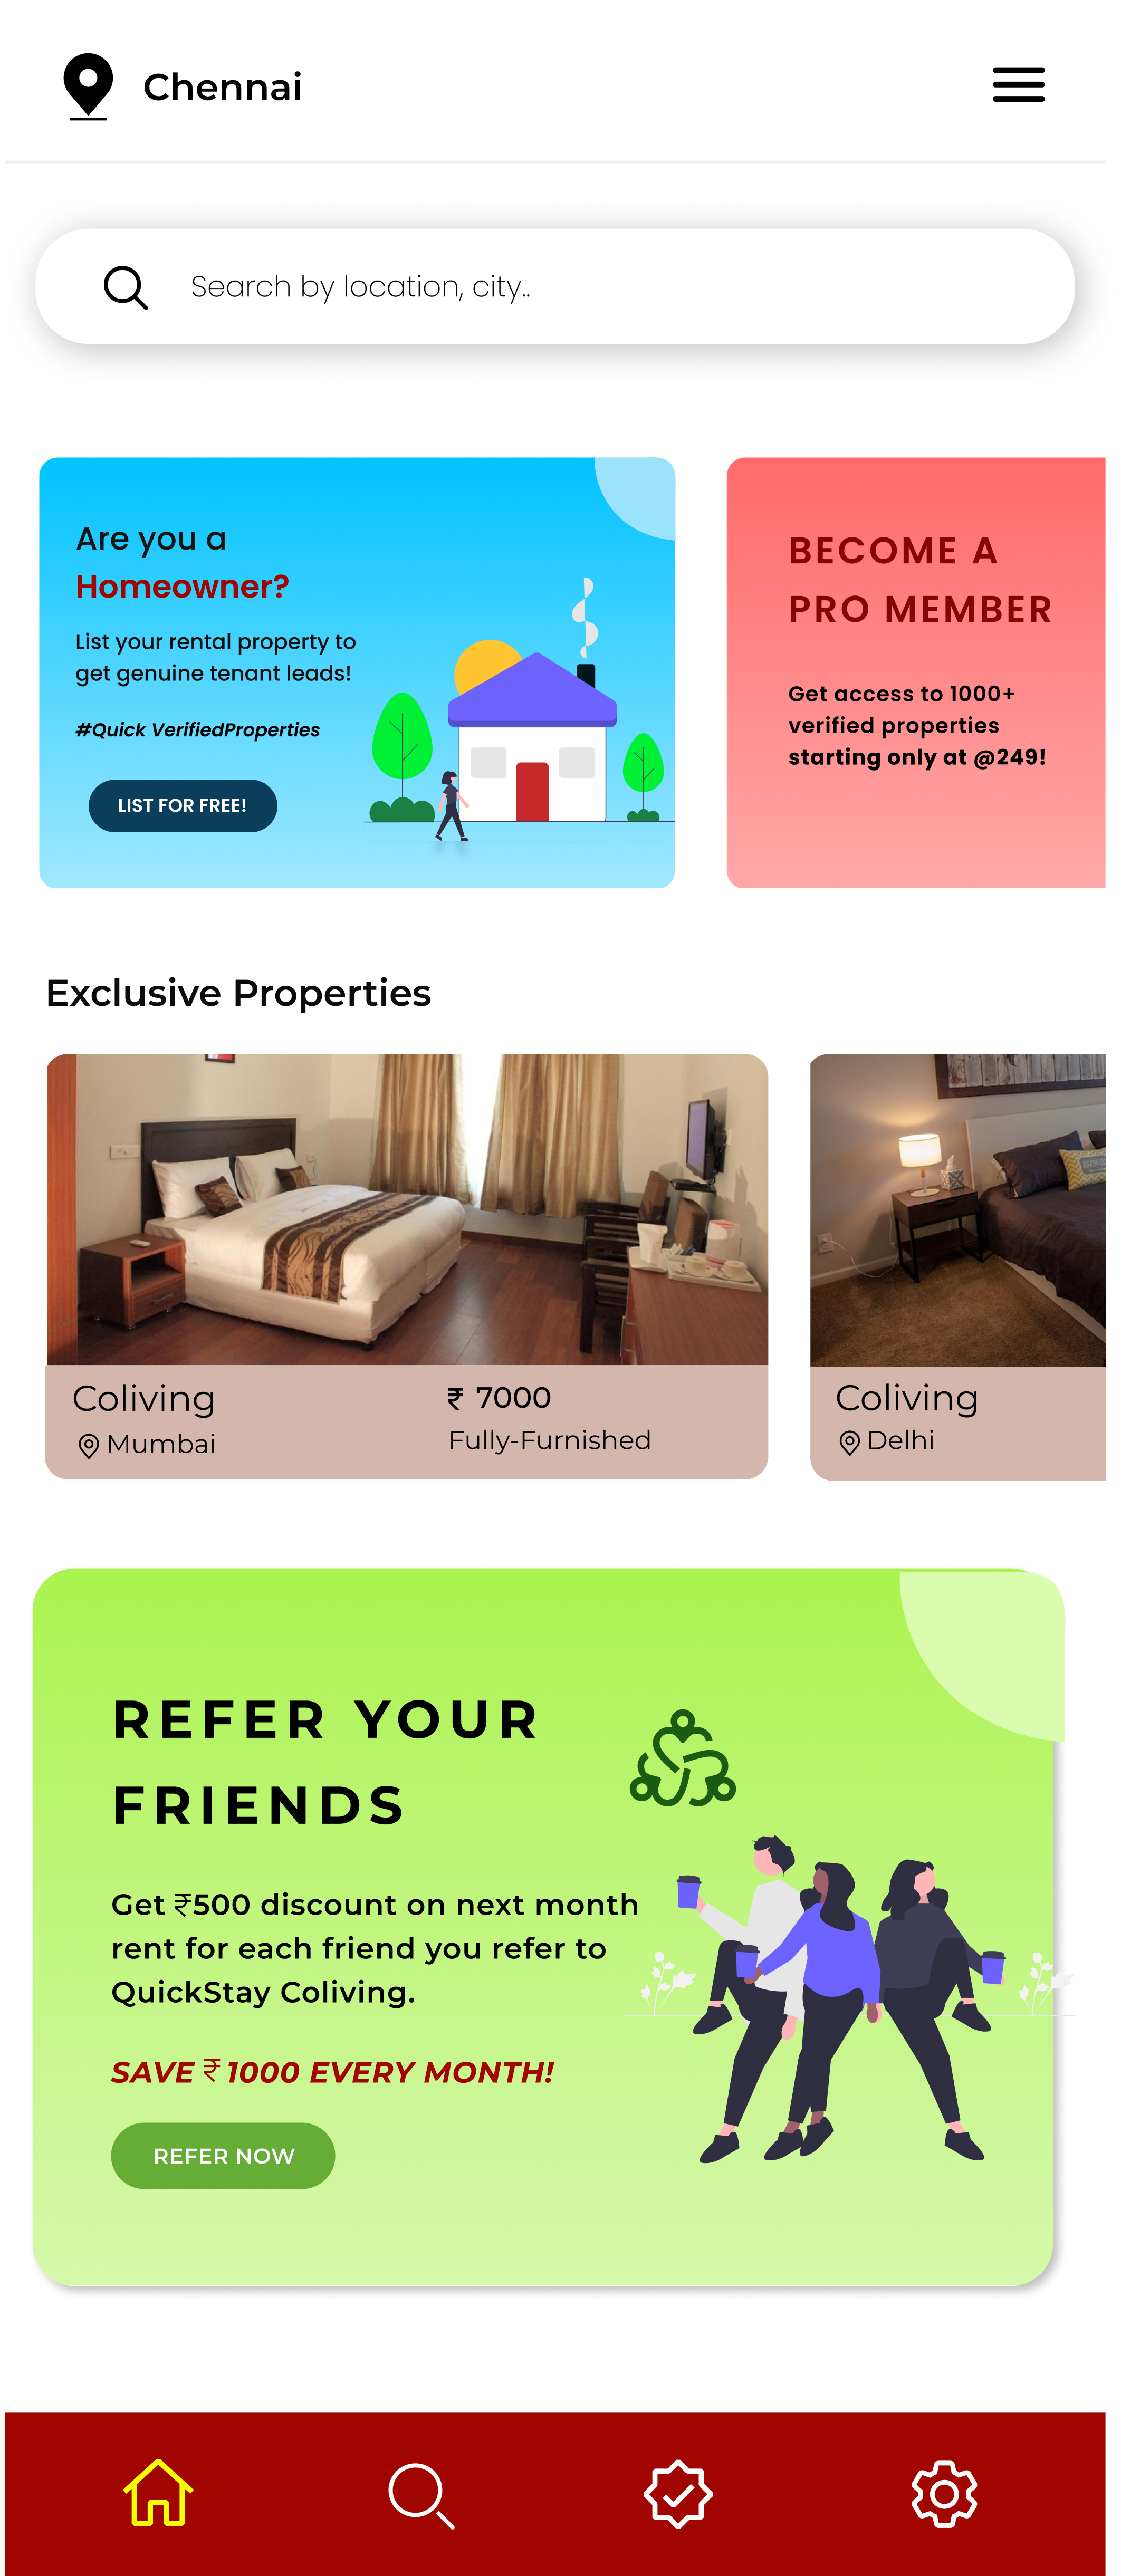 Chennai
Search by location, city..
Are you a
Homeowner?
List your rental property to
get genuine tenant leads!
#Quick VerifiedProperties
LIST FOR FREE!
BECOME A
PRO MEMBER
Get access to 1000+
verified properties
starting only at @249!
Exclusive Properties
Coliving
Mumbai
₹ 7000
Fully-Furnished
Coliving
Delhi
REFER YOUR
FRIENDS
Get ₹500 discount on next month
rent for each friend you refer to
QuickStay Coliving.
SAVE ₹ 1000 EVERY MONTH!
REFER NOW